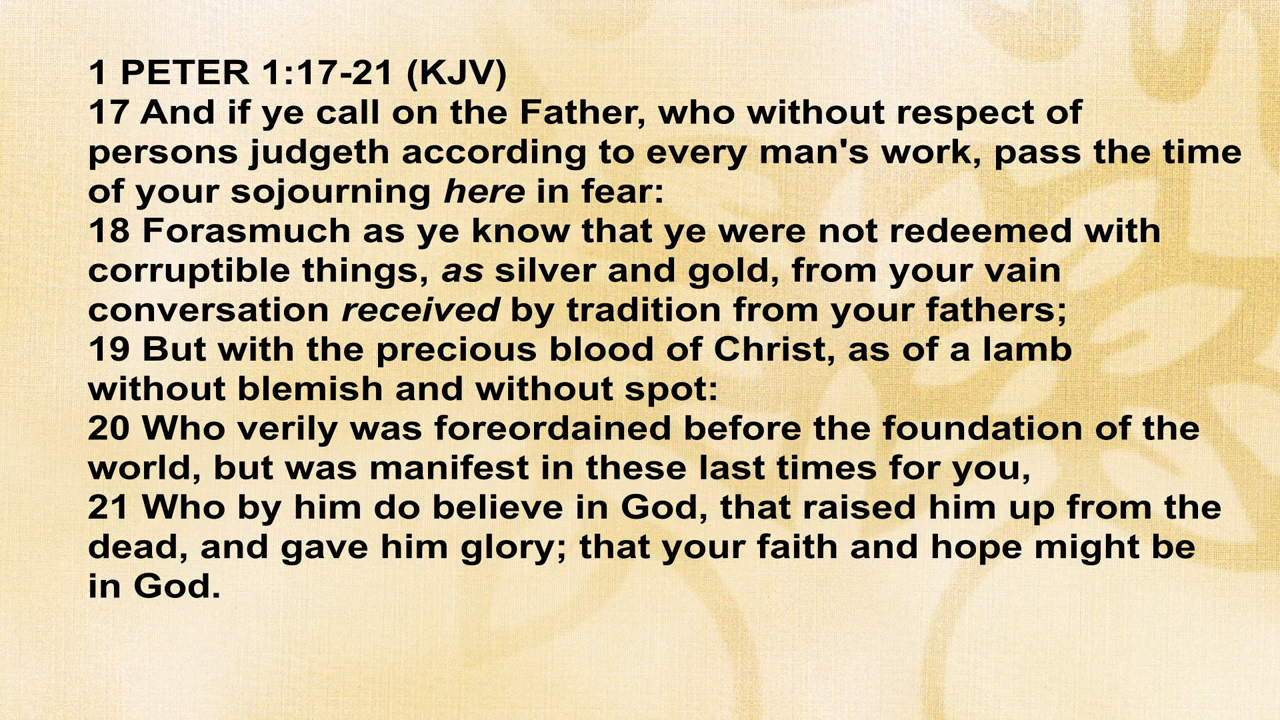 1 PETER 1:17-21 (KJV)
17 And if ye call on the Father, who without respect of
persons judgeth according to every man's work, pass the time
of your sojourning here in fear:
18 Forasmuch as ye know that ye were not redeemed with
corruptible things, as silver and gold, from your vain
conversation received by tradition from your fathers;
19 But with the precious blood of Christ, as of a lamb
without blemish and without spot:
20 Who verily was foreordained before the foundation of the
world, but was manifest in these last times for you,
21 Who by him do believe in God, that raised him up from the
dead, and gave him glory; that your faith and hope might be
in God.